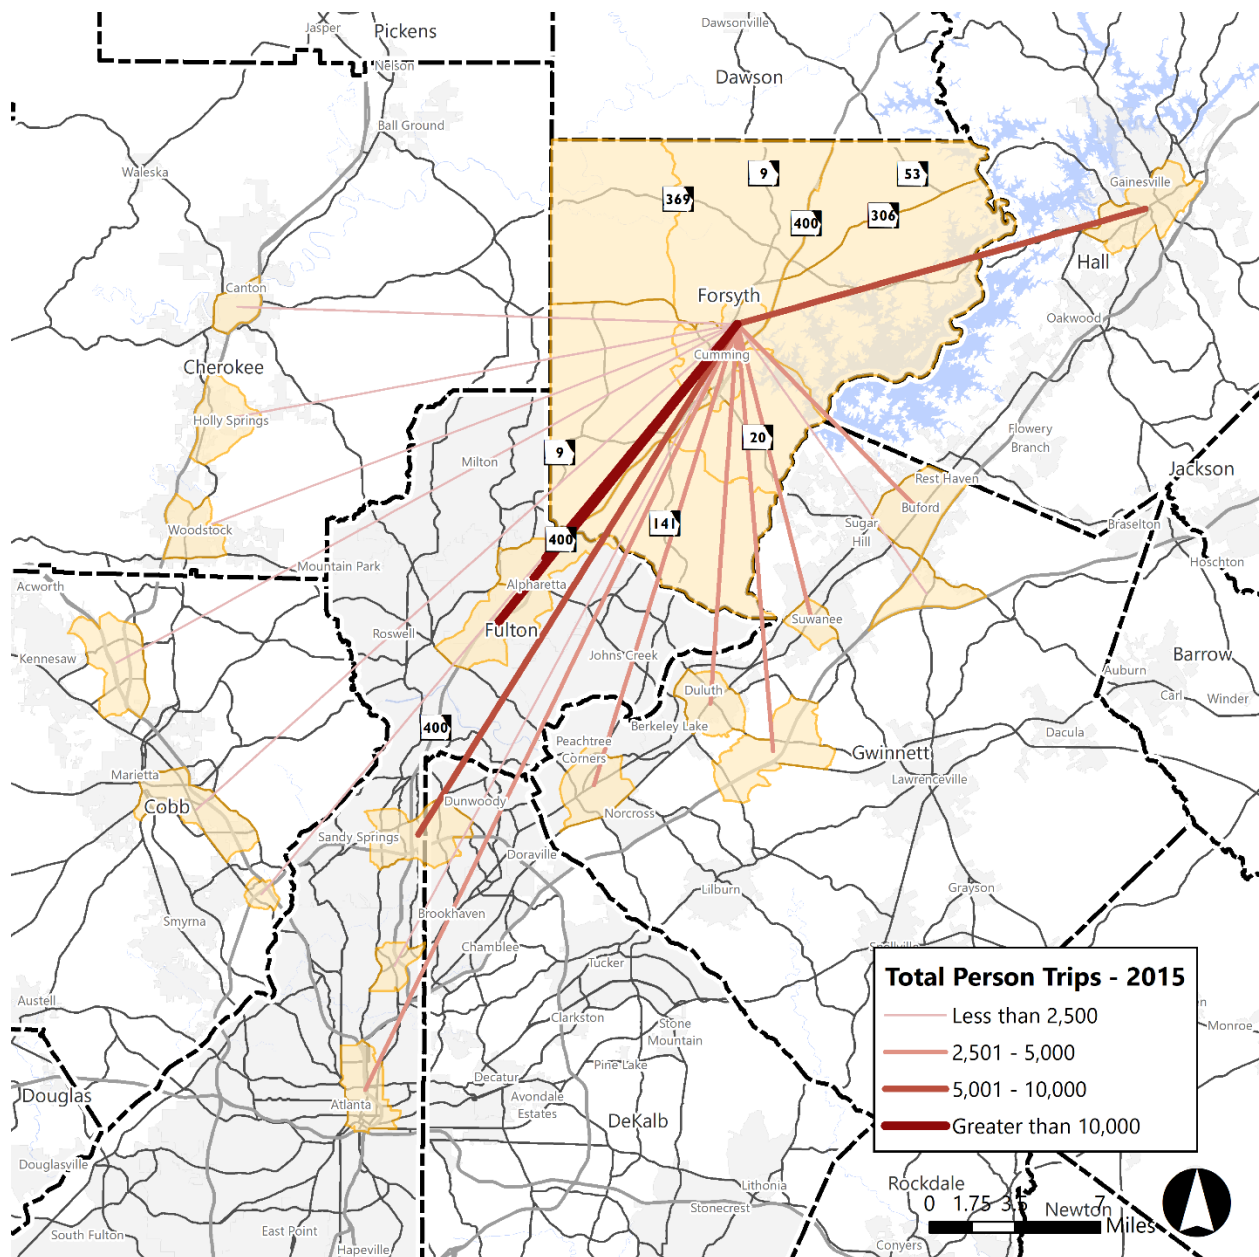 Jasper
Pickens
Dawsonville
Nelson
Dawson
Ball Ground
Waleska
9
53
369
Gainesville
400
306
Hall
Canton
Forsyth
Oakwood
Cumming
Cherokee
Holly Springs
Flowery
Branch
20
9
Milton
Jackson
Rest Haven
Buford
Woodstock
141
Sugar
Hill
Braselton
400
Hoschton
Mountain Park
Acworth
Alpharetta
Suwanee
Fulton
Roswell
Kennesaw
Johns Creek
Barrow
Auburn
Duluth
Carl
Winder
400
Berkeley Lake
Dacula
Peachtree
Corners
Gwinnett
Marietta
Lawrenceville
Cobb
Dunwoody
Norcross
Sandy Springs
Doraville
Lilburn
Grayson
Smyrna
Brookhaven
Chamblee
Tucker
Total Person Trips - 2015
Less than 2,500
2,501 - 5,000
5,001 - 10,000
Greater than 10,000
Austell
Clarkston
Stone
Mountain
Monroe
Pine Lake
Decatur
Douglas
Avondale
Estates
Atlanta
DeKalb
Douglasville
Lithonia
Rockdale
Stonecrest
0 1.75 3.5 7
Newton
Miles
South Fulton
East Point
Hapeville
Conyers